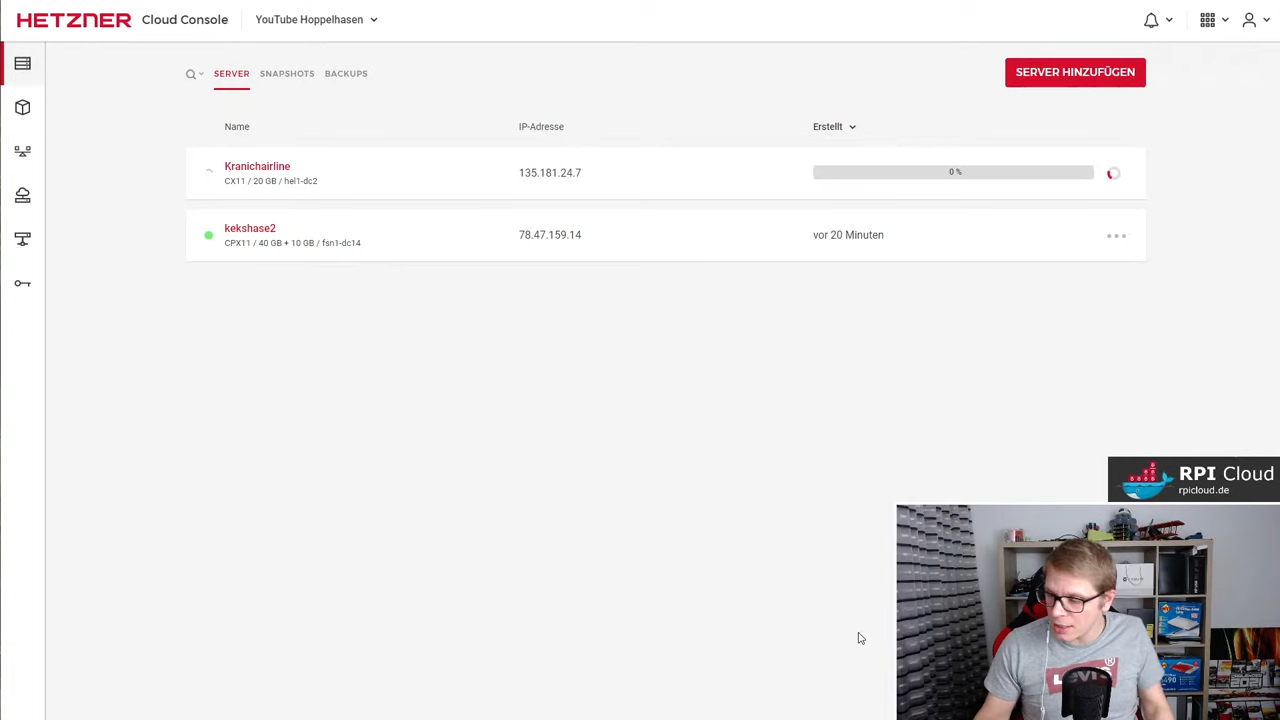 HETZNER Cloud Console YouTube Hoppelhasen
SERVER SNAPSHOTS BACKUPS SERVER HINZUFÜGEN
Name IP-Adresse Erstellt
Kranichairline
CX11 / 20 GB / hel1-dc2
135.181.24.7
0 %
kekshase2
CPX11 / 40 GB + 10 GB / fsn1-dc14
78.47.159.14
vor 20 Minuten
RPI Cloud
rpicloud.de